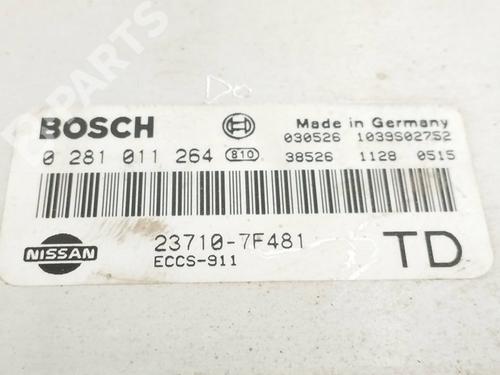 B-PARTS
DO
BOSCH
Made in Germany
030526 1039S02752
0 281 011 264 810 38526 1128 0515
NISSAN
23710-7F481
ECCS-911
TD